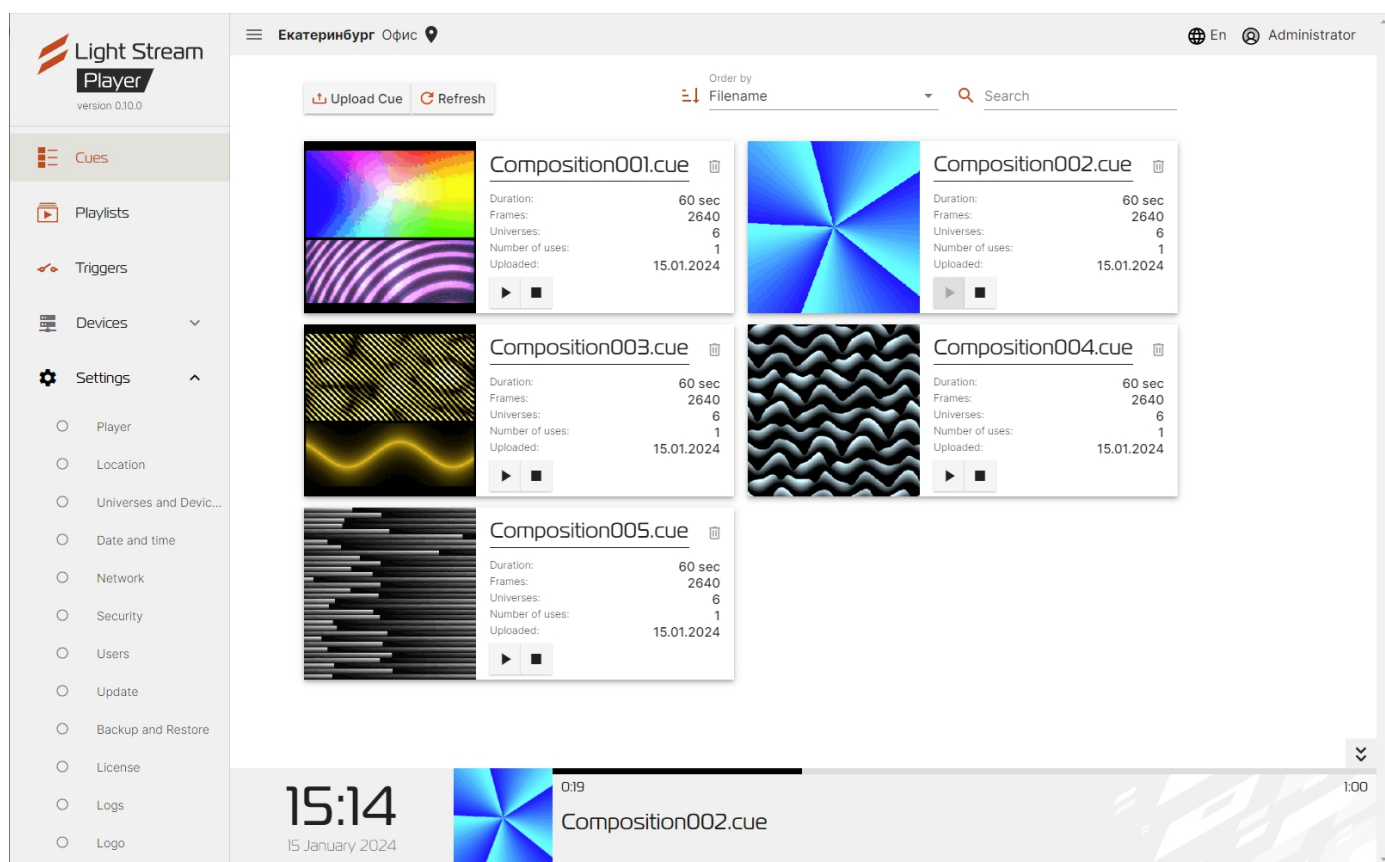 Light Stream
Player
version 0.10.0
Екатеринбург Офис
En Administrator
Cues
Playlists
Triggers
Devices
Settings
Player
Location
Universes and Devic...
Date and time
Network
Security
Users
Update
Backup and Restore
License
Logs
Logo
Upload Cue Refresh
Order by
Filename
Search
Composition001.cue
Duration: 60 sec
Frames: 2640
Universes: 6
Number of uses: 1
Uploaded: 15.01.2024
Composition002.cue
Duration: 60 sec
Frames: 2640
Universes: 6
Number of uses: 1
Uploaded: 15.01.2024
Composition003.cue
Duration: 60 sec
Frames: 2640
Universes: 6
Number of uses: 1
Uploaded: 15.01.2024
Composition004.cue
Duration: 60 sec
Frames: 2640
Universes: 6
Number of uses: 1
Uploaded: 15.01.2024
Composition005.cue
Duration: 60 sec
Frames: 2640
Universes: 6
Number of uses: 1
Uploaded: 15.01.2024
15:14
15 January 2024
0:19 1:00
Composition002.cue